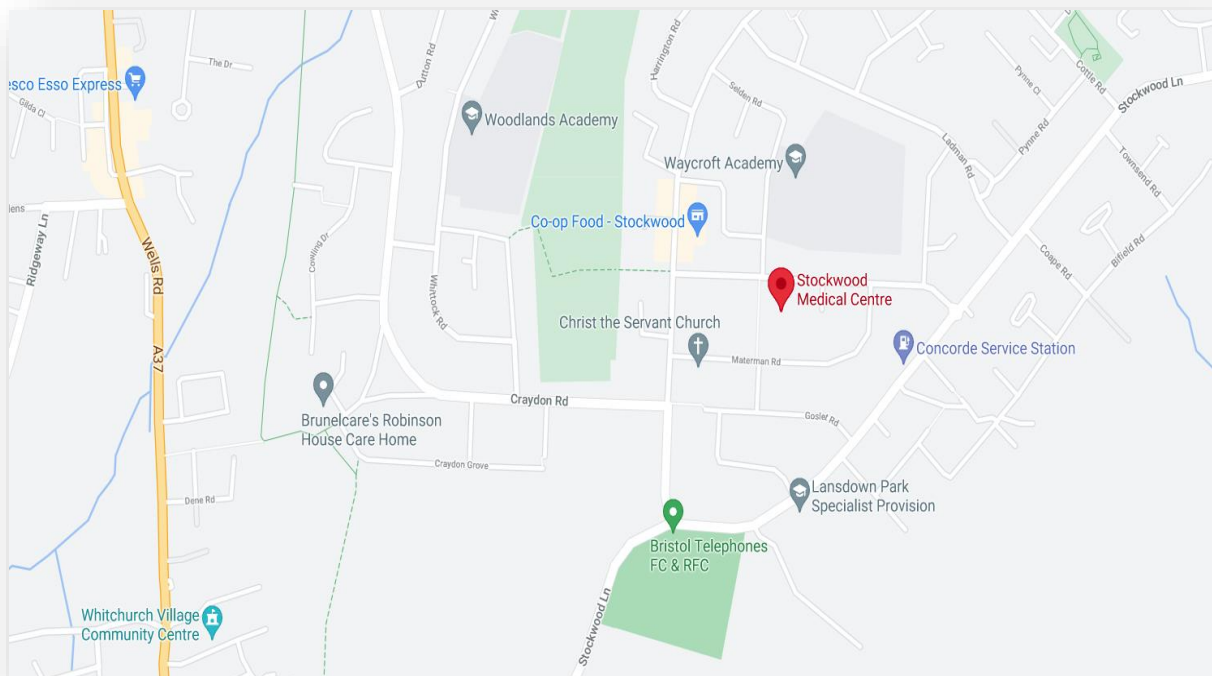 The Dr
esco Esso Express
Gilda Cl
Dutton Rd
Harrington Rd
Selden Rd
Pynne Cl
Cottle Rd
Stockwood Ln
Woodlands Academy
Waycroft Academy
Ladman Rd
Pynne Rd
Townsend Rd
Ridgeway Ln
Wells Rd
Cowling Dr
Co-op Food - Stockwood
Coape Rd
Bifield Rd
Whittock Rd
Stockwood
Medical Centre
Christ the Servant Church
Materman Rd
Concorde Service Station
A37
Craydon Rd
Goslet Rd
Brunelcare's Robinson
House Care Home
Craydon Grove
Dene Rd
Lansdown Park
Specialist Provision
Bristol Telephones
FC & RFC
Stockwood Ln
Whitchurch Village
Community Centre